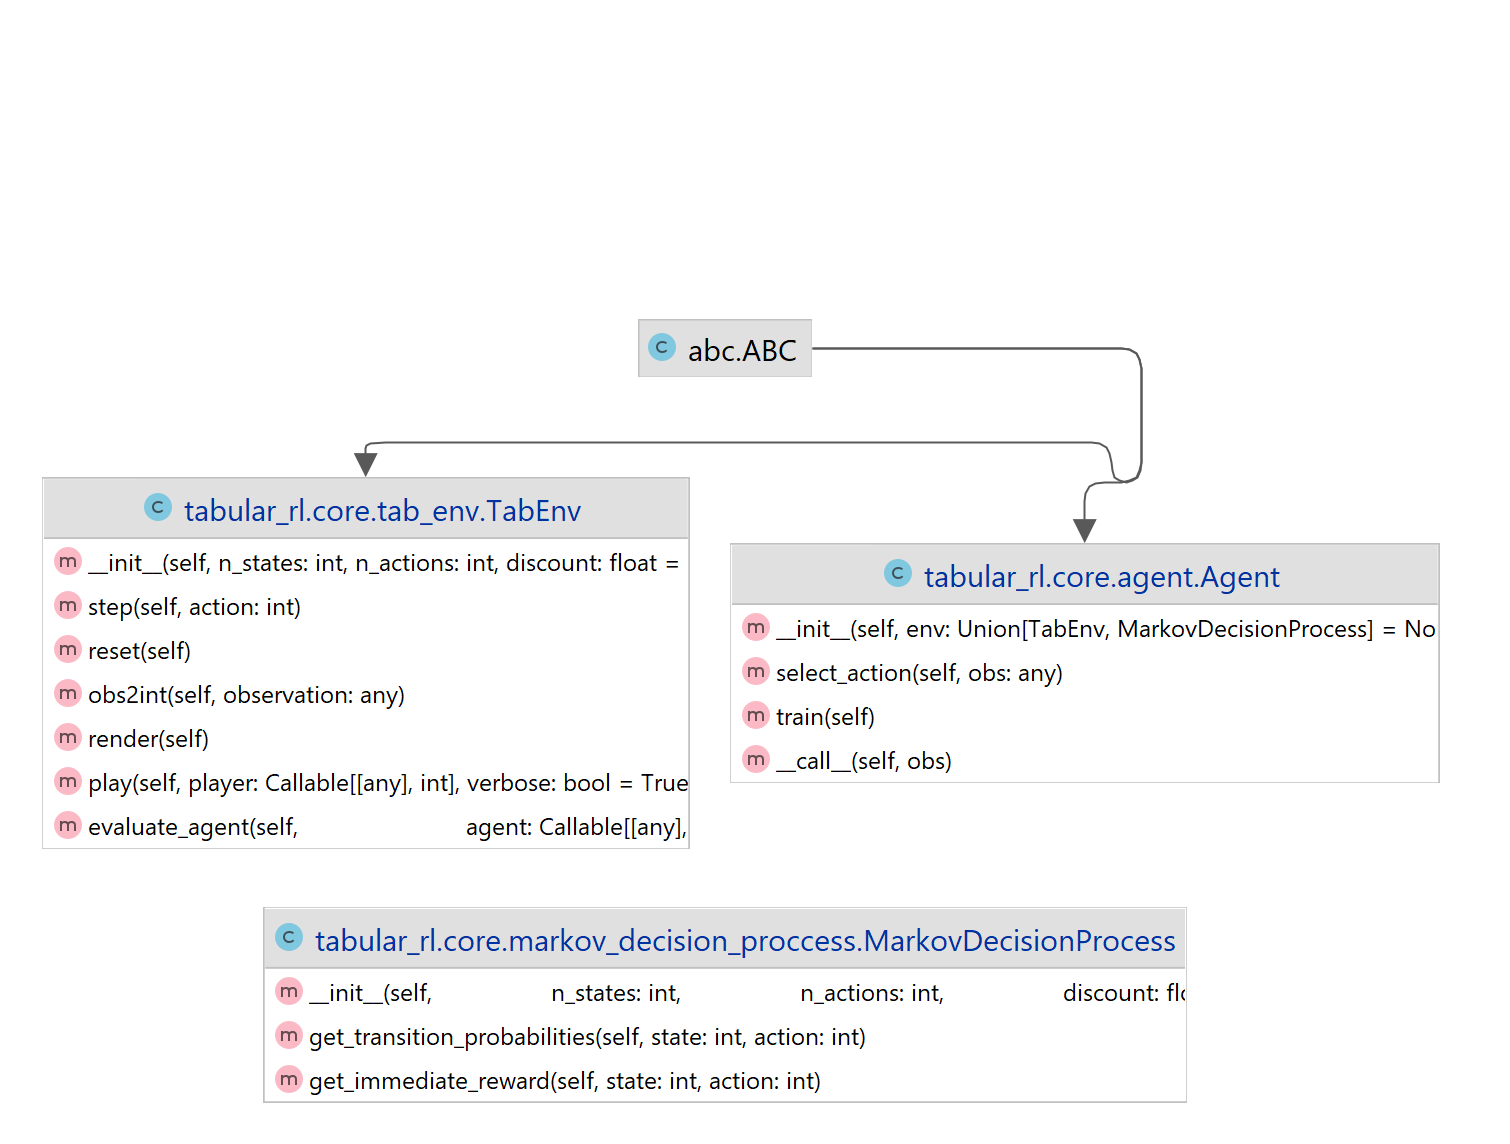 C abc.ABC
C tabular_rl.core.tab_env.TabEnv
m __init__(self, n_states: int, n_actions: int, discount: float =
m step(self, action: int)
m reset(self)
m obs2int(self, observation: any)
m render(self)
m play(self, player: Callable[[any], int], verbose: bool = True
m evaluate_agent(self, agent: Callable[[any],
C tabular_rl.core.agent.Agent
m __init__(self, env: Union[TabEnv, MarkovDecisionProcess] = No
m select_action(self, obs: any)
m train(self)
m __call__(self, obs)
C tabular_rl.core.markov_decision_proccess.MarkovDecisionProcess
m __init__(self, n_states: int, n_actions: int, discount: flo
m get_transition_probabilities(self, state: int, action: int)
m get_immediate_reward(self, state: int, action: int)